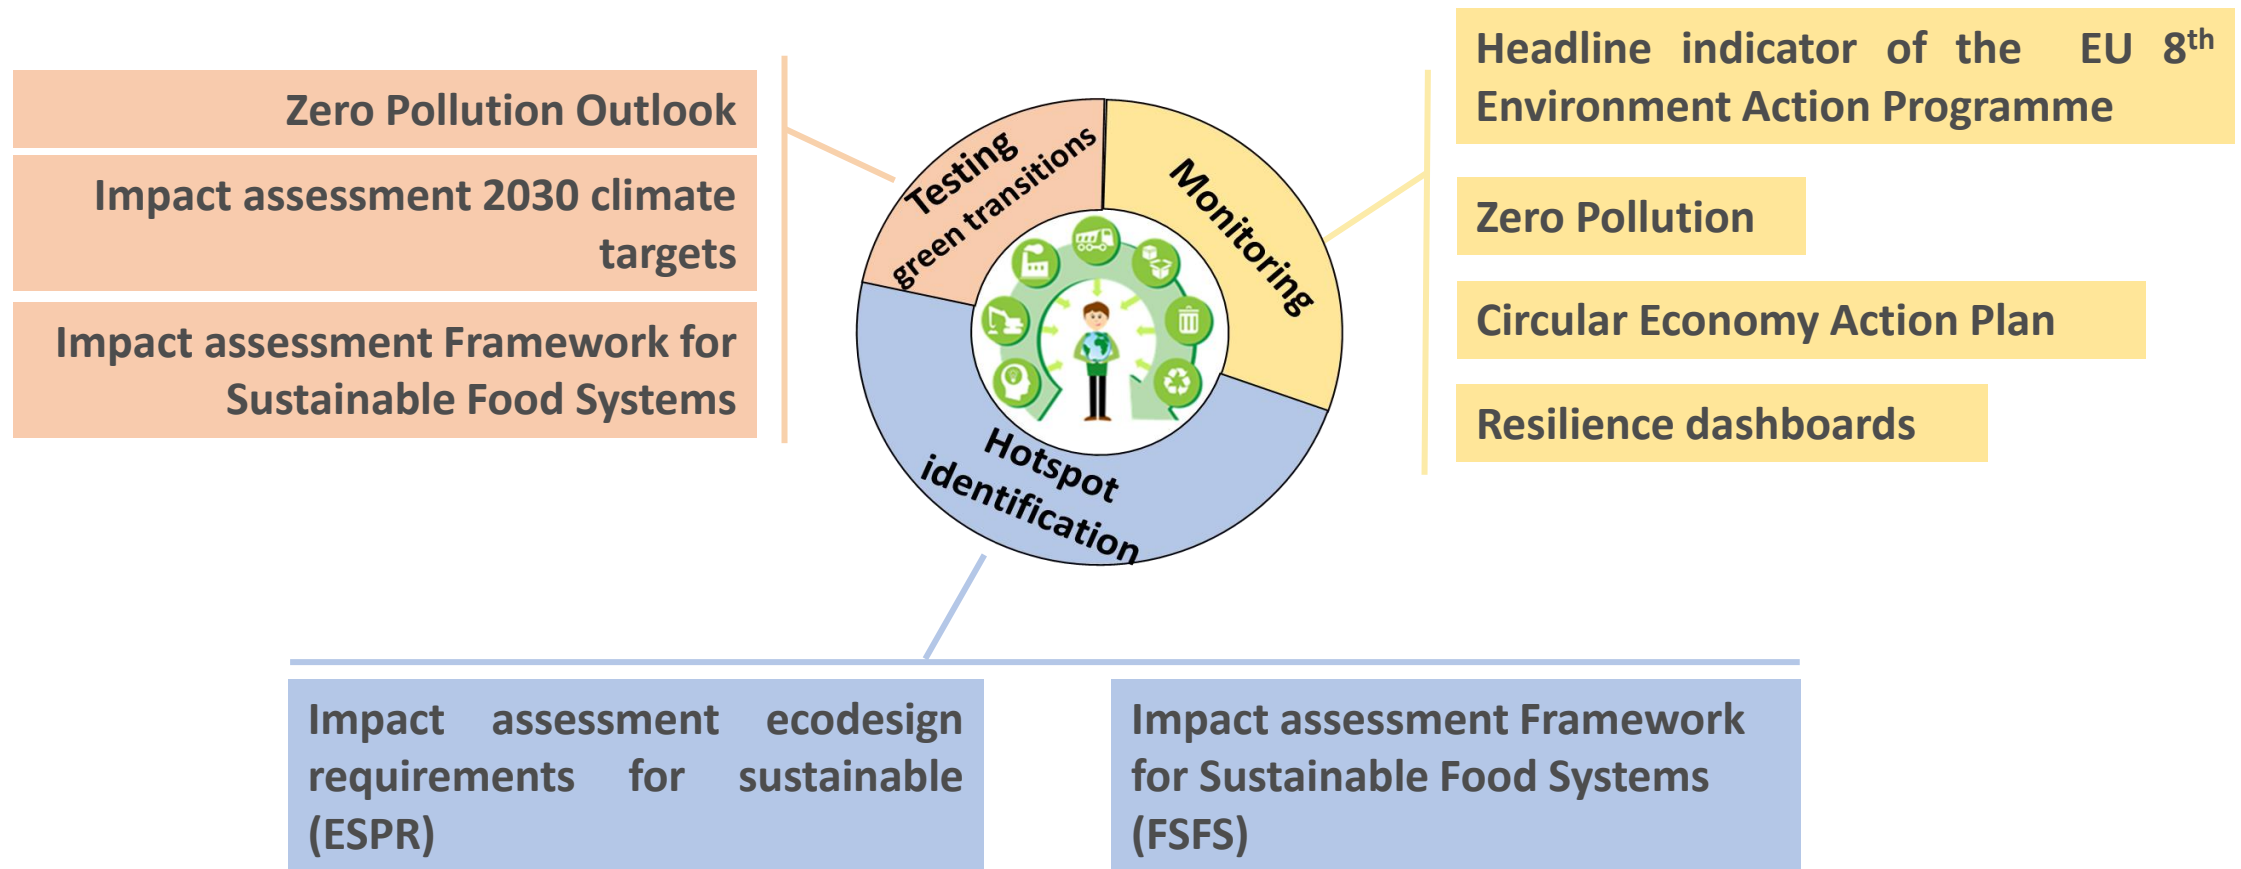 Zero Pollution Outlook
Impact assessment 2030 climate
targets
Impact assessment Framework for
Sustainable Food Systems
Testing
green transitions
Monitoring
Hotspot
identification
Headline indicator of the EU 8th
Environment Action Programme
Zero Pollution
Circular Economy Action Plan
Resilience dashboards
Impact assessment ecodesign
requirements for sustainable
(ESPR)
Impact assessment Framework
for Sustainable Food Systems
(FSFS)